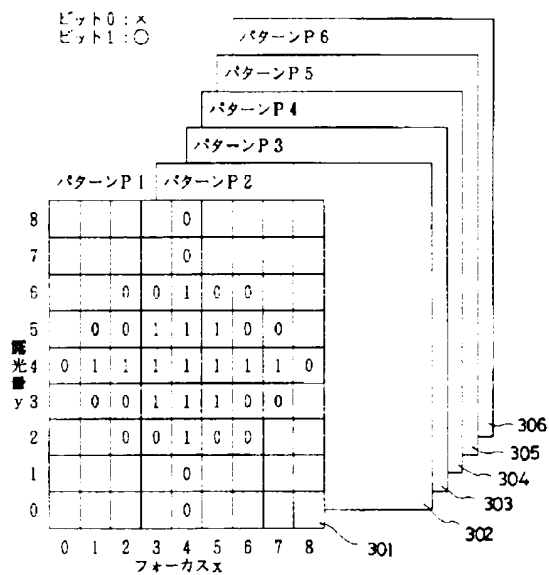 ビット0:×
ビット1:○
パターンP6
パターンP5
パターンP4
パターンP3
パターンP1 パターンP2
8 0
7 0
6 0 0 1 0 0
5 0 0 1 1 1 0 0
4 0 1 1 1 1 1 1 1 0
3 0 0 1 1 1 0 0
2 0 0 1 0 0
1 0
0 0
露光量y
0 1 2 3 4 5 6 7 8
フォーカスx
301
302
303
304
305
306